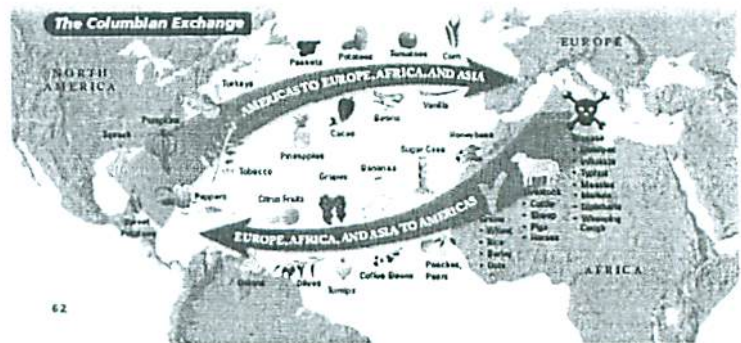 The Columbian Exchange
NORTH
AMERICA
EUROPE
AFRICA
AMERICAS TO EUROPE, AFRICA, AND ASIA
Peanuts
Potatoes
Tomatoes
Corn
Turkeys
Pumpkins
Squash
Cacao
Beans
Vanilla
Pineapples
Tobacco
Peppers
Sweet
Honeybees
Sugar Cane
Bananas
Grapes
Citrus Fruits
EUROPE, AFRICA, AND ASIA TO AMERICAS
Onions
Olives
Turnips
Coffee Beans
Peaches,
Pears
• Wheat
• Rice
• Barley
• Oats
Livestock
• Cattle
• Sheep
• Pigs
• Horses
Disease
• Smallpox
• Influenza
• Typhus
• Measles
• Whooping
Cough
62